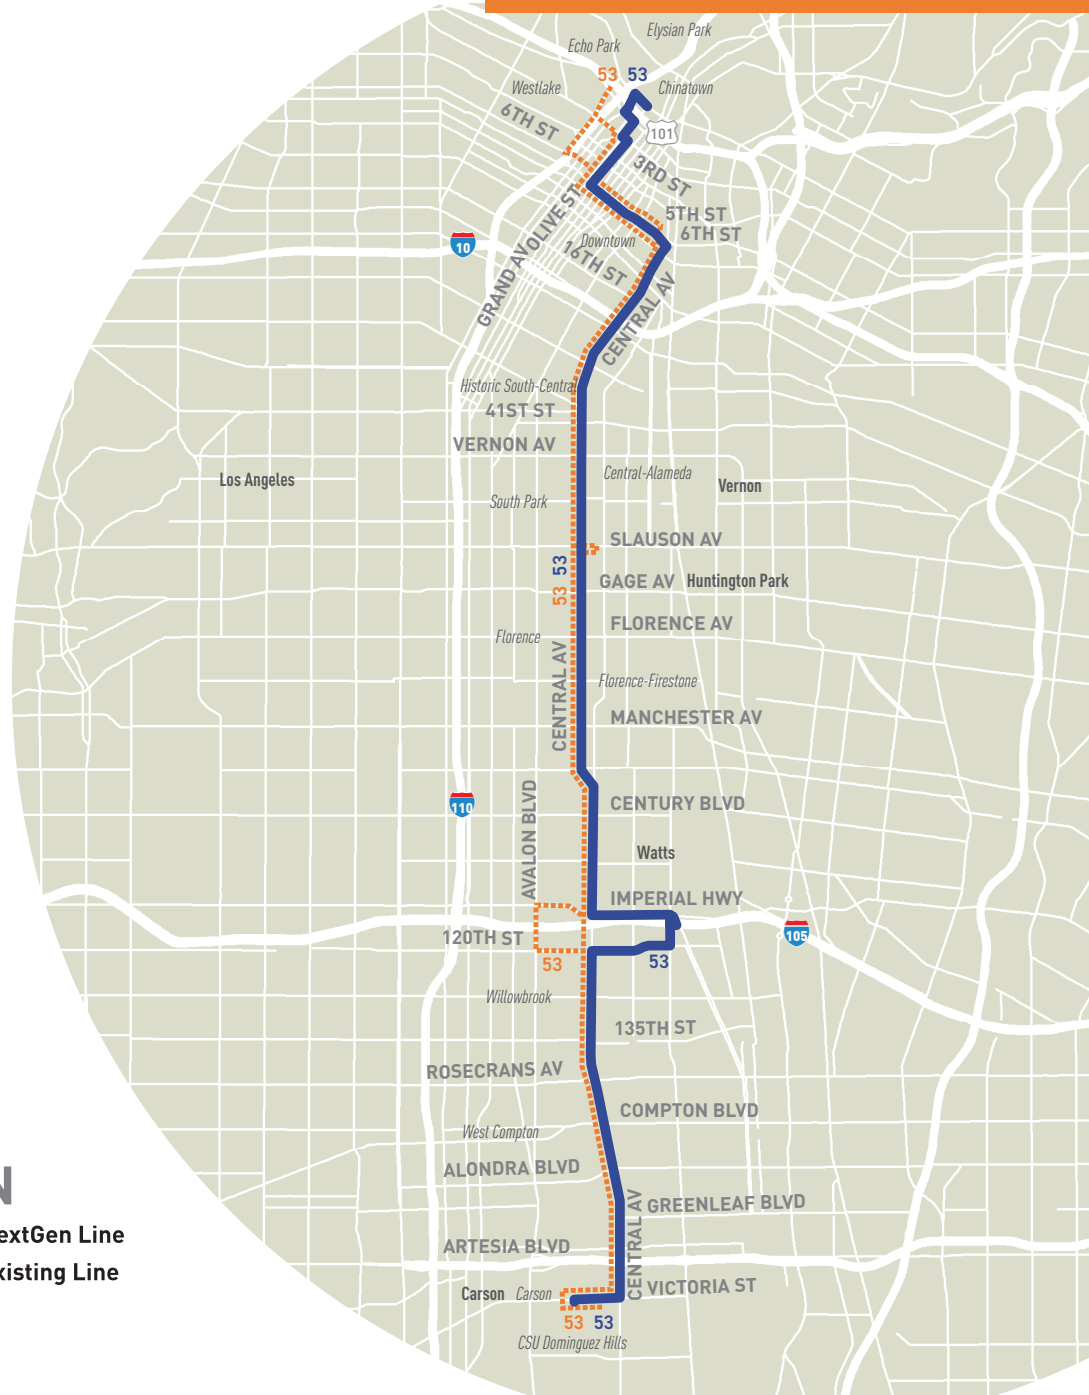 Elysian Park
Echo Park
53 53
Westlake
Chinatown
6TH ST
101
3RD ST
5TH ST
6TH ST
OLIVE ST
Downtown
10
16TH ST
GRAND AV
CENTRAL AV
Historic South-Central
41ST ST
VERNON AV
Los Angeles
Central-Alameda
Vernon
South Park
SLAUSON AV
53
53
GAGE AV
Huntington Park
FLORENCE AV
Florence
CENTRAL AV
Florence-Firestone
MANCHESTER AV
110
AVALON BLVD
CENTURY BLVD
Watts
IMPERIAL HWY
120TH ST
105
53
53
Willowbrook
135TH ST
ROSECRANS AV
COMPTON BLVD
West Compton
ALONDRA BLVD
CENTRAL AV
GREENLEAF BLVD
extGen Line
ARTESIA BLVD
xisting Line
VICTORIA ST
Carson
Carson
53 53
CSU Dominguez Hills